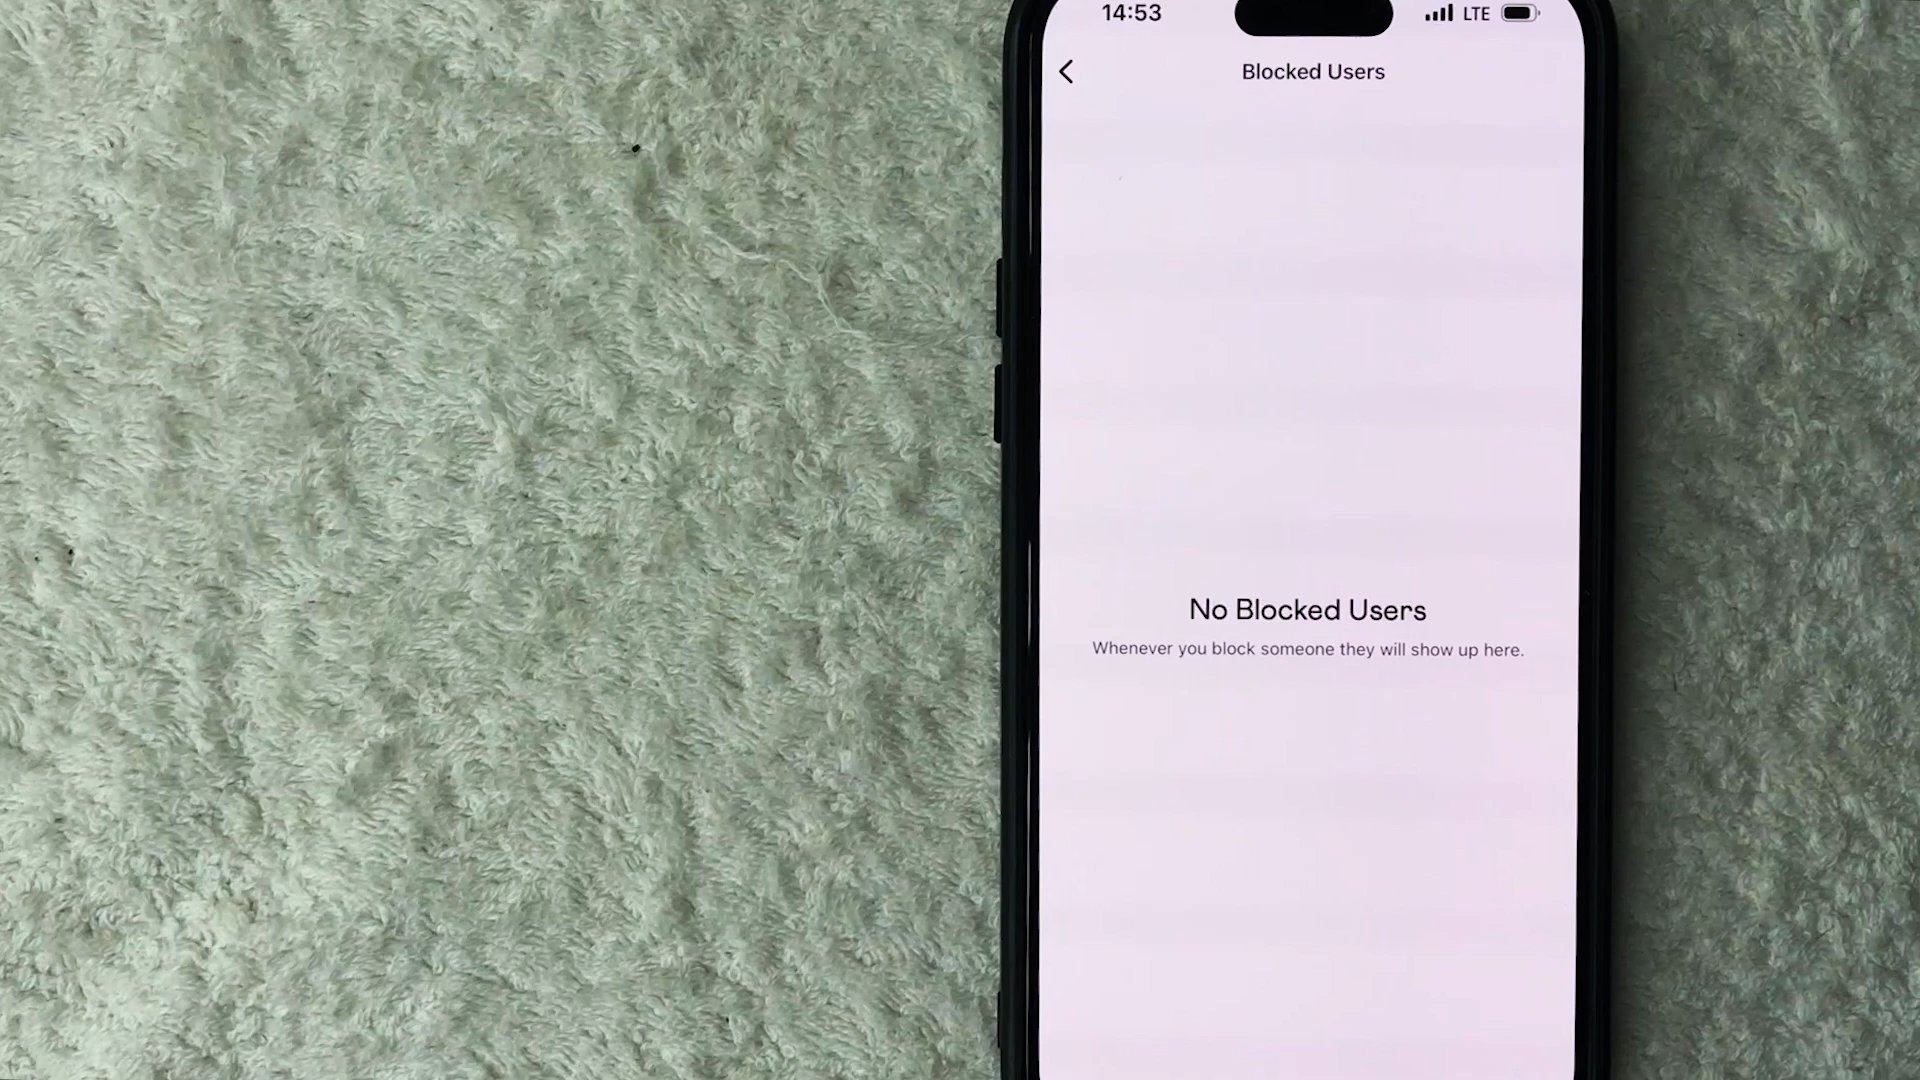 14:53
LTE
Blocked Users
No Blocked Users
Whenever you block someone they will show up here.